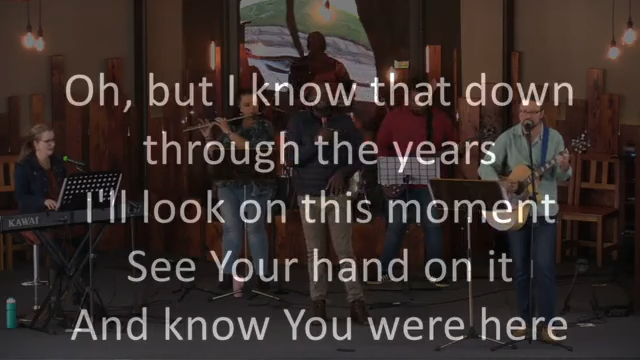 Oh, but I know that down
through the years
I'll look on this moment
See Your hand on it
And know You were here
KAWAI